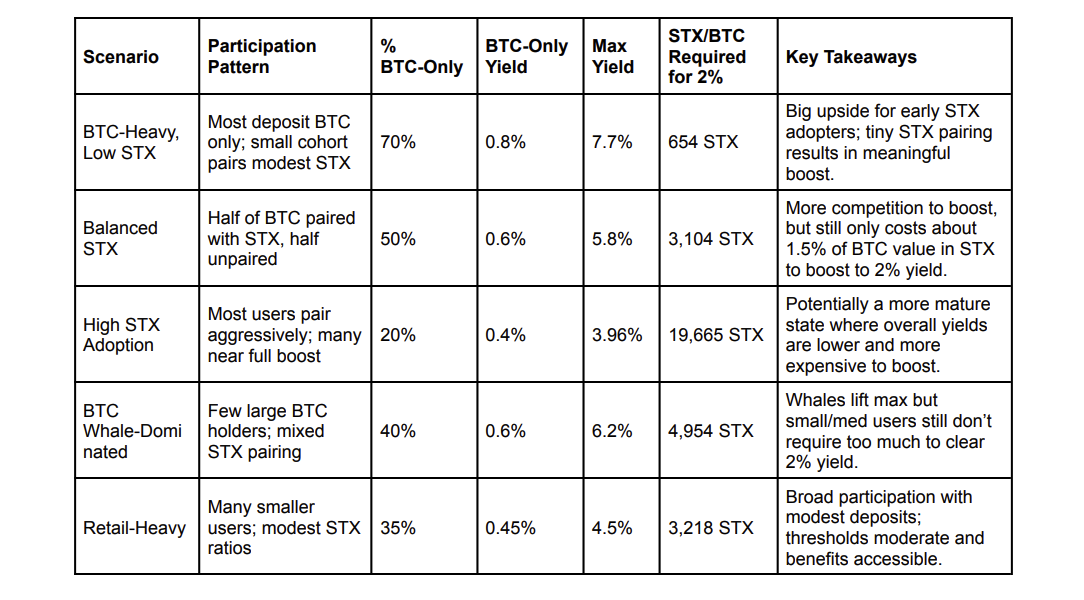 Scenario
Participation
Pattern
%
BTC-Only
BTC-Only
Yield
Max
Yield
STX/BTC
Required
for 2%
Key Takeaways
BTC-Heavy,
Low STX
Most deposit BTC
only; small cohort
pairs modest STX
70%
0.8%
7.7%
654 STX
Big upside for early STX
adopters; tiny STX pairing
results in meaningful
boost.
Balanced
STX
Half of BTC paired
with STX, half
unpaired
50%
0.6%
5.8%
3,104 STX
More competition to boost,
but still only costs about
1.5% of BTC value in STX
to boost to 2% yield.
High STX
Adoption
Most users pair
aggressively; many
near full boost
20%
0.4%
3.96%
19,665 STX
Potentially a more mature
state where overall yields
are lower and more
expensive to boost.
BTC
Whale-Domi
nated
Few large BTC
holders; mixed
STX pairing
40%
0.6%
6.2%
4,954 STX
Whales lift max but
small/med users still don’t
require too much to clear
2% yield.
Retail-Heavy
Many smaller
users; modest STX
ratios
35%
0.45%
4.5%
3,218 STX
Broad participation with
modest deposits;
thresholds moderate and
benefits accessible.